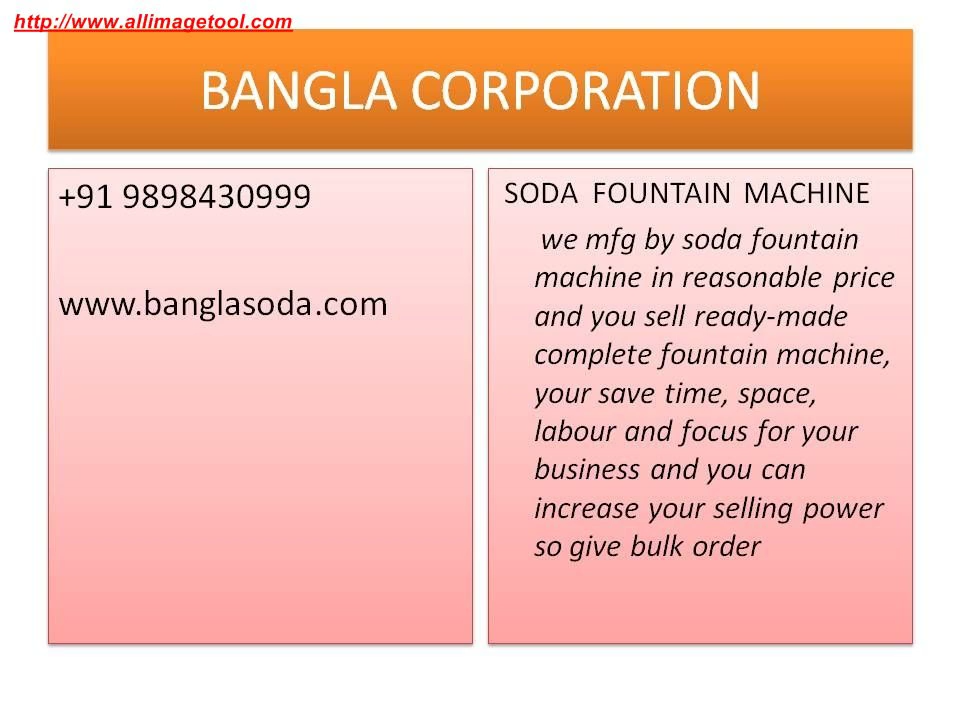 http://www.allimagetool.com
BANGLA CORPORATION
+91 9898430999
www.banglasoda.com
SODA FOUNTAIN MACHINE
we mfg by soda fountain
machine in reasonable price
and you sell ready-made
complete fountain machine,
your save time, space,
labour and focus for your
business and you can
increase your selling power
so give bulk order